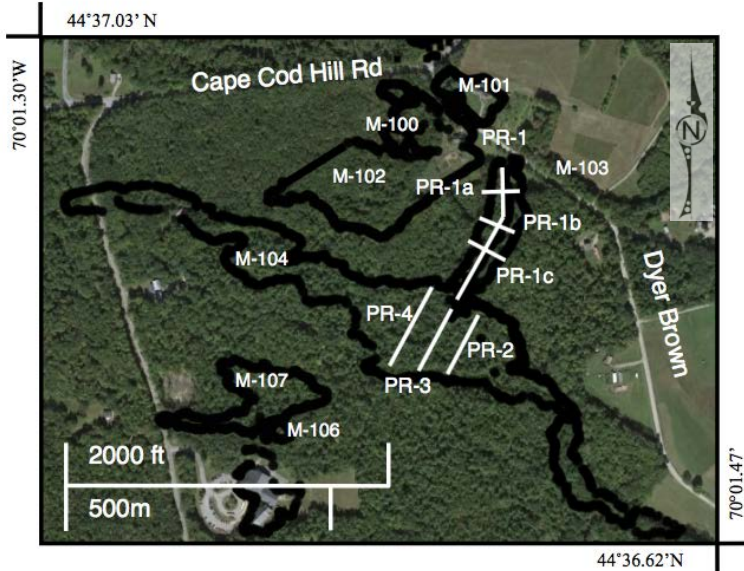 44°37.03' N
70°01.30'W
Cape Cod Hill Rd
M-101
M-100
PR-1
M-102
M-103
PR-1a
PR-1b
M-104
PR-1c
Dyer Brown
PR-4
PR-2
M-107
PR-3
M-106
2000 ft
500m
N
70°01.47'
44°36.62'N